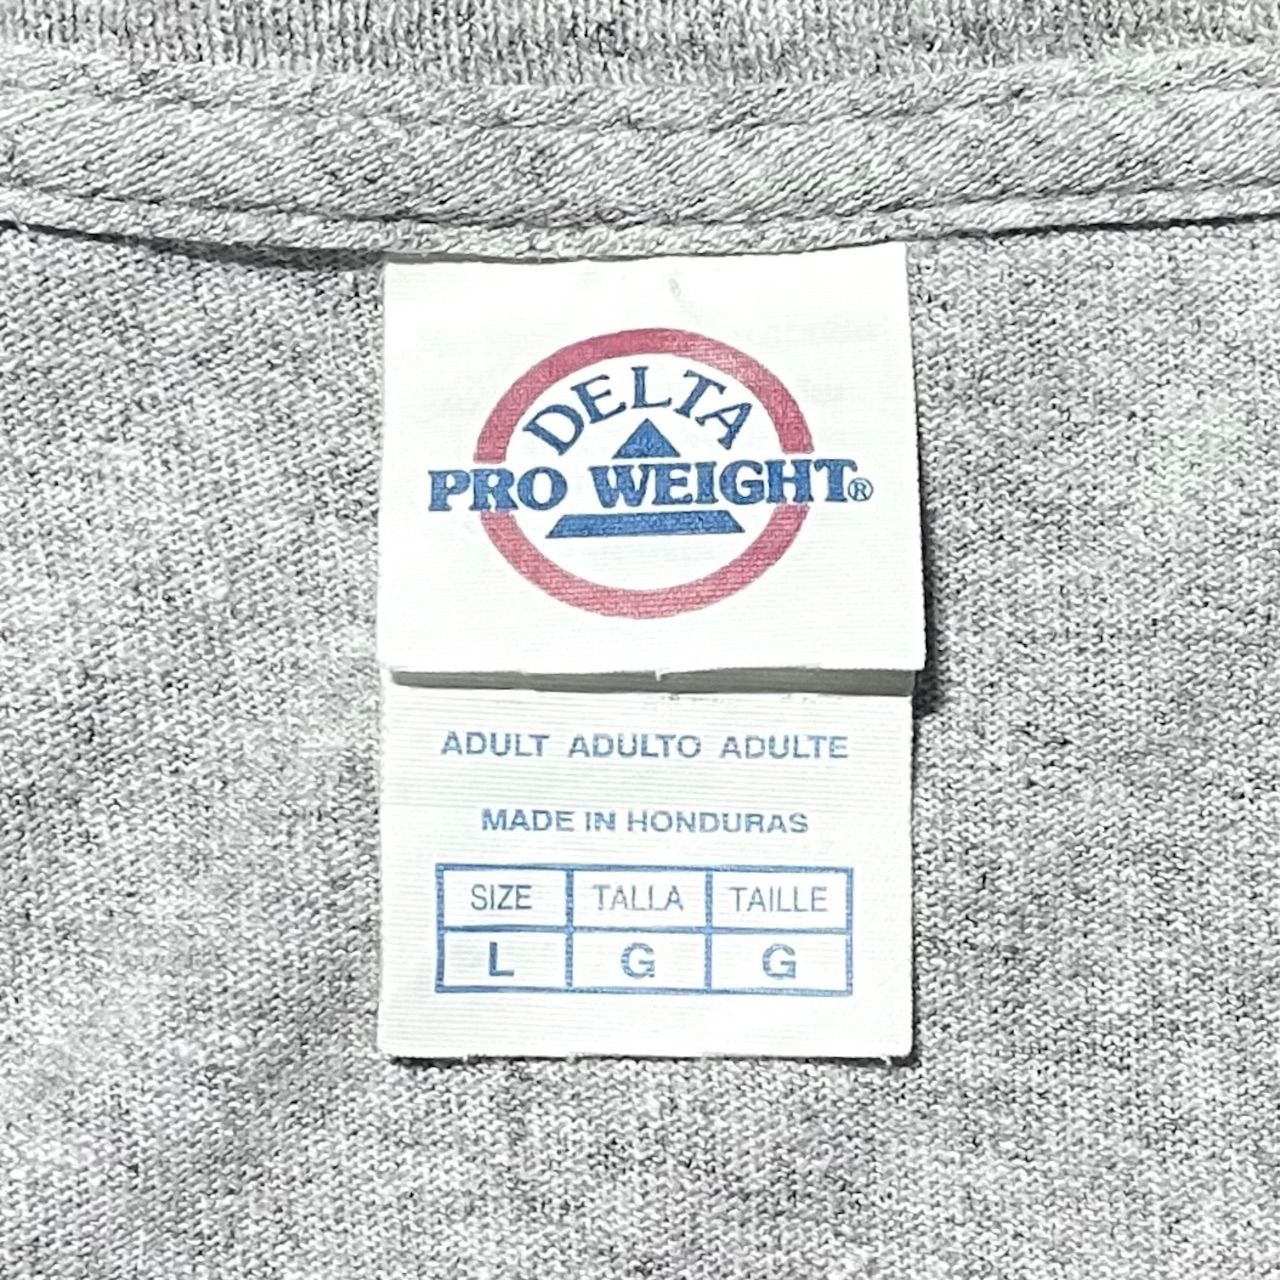 DELTA
PRO WEIGHT®
ADULT ADULTO ADULTE
MADE IN HONDURAS
SIZE TALLA TAILLE
L G G